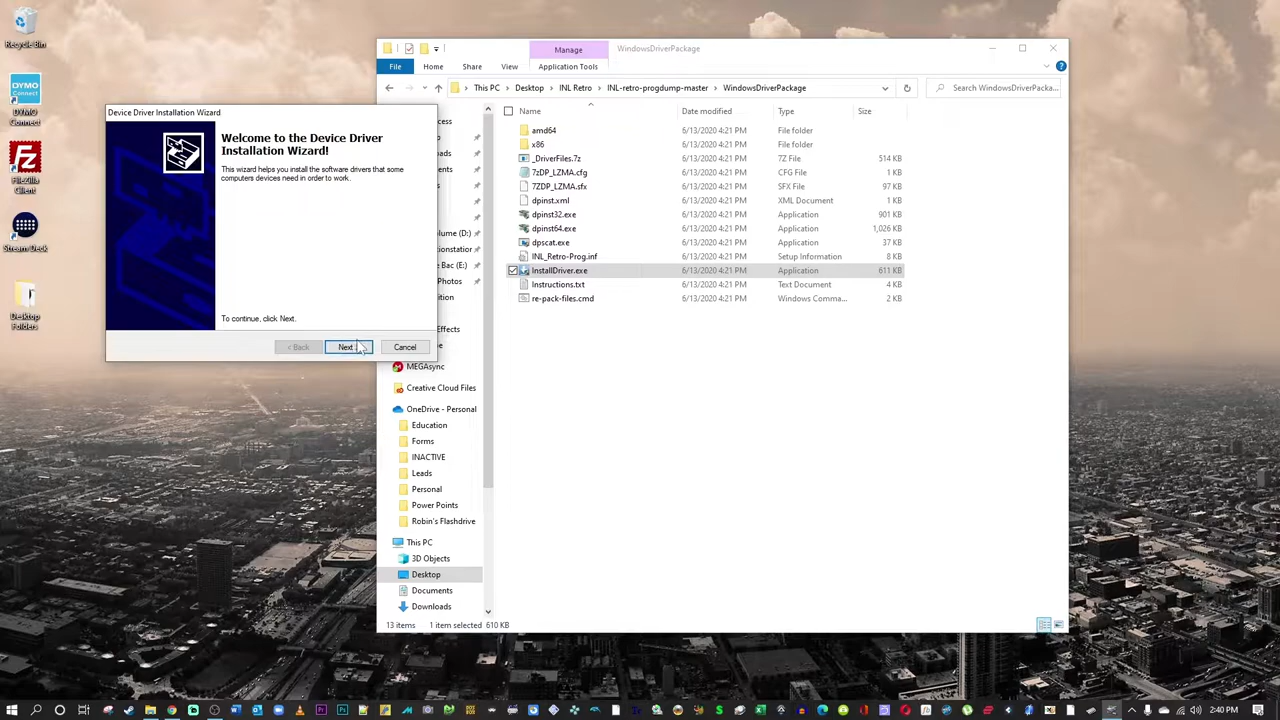 Recycle Bin
DYMO
Connect
DYMO
Connect
FileZilla
Client
Stream Deck
Desktop
Folders
Manage
WindowsDriverPackage
File
Home
Share
View
Application Tools
This PC
Desktop
INL Retro
INL-retro-progdump-master
WindowsDriverPackage
Search WindowsDriverPacka...
Device Driver Installation Wizard
Welcome to the Device Driver
Installation Wizard!
This wizard helps you install the software drivers that some
computers devices need in order to work.
To continue, click Next.
< Back
Next
Cancel
Name
Date modified
Type
Size
amd64 6/13/2020 4:21 PM File folder
x86 6/13/2020 4:21 PM File folder
_DriverFiles.7z 6/13/2020 4:21 PM 7Z File 514 KB
7zDP_LZMA.cfg 6/13/2020 4:21 PM CFG File 1 KB
7ZDP_LZMA.sfx 6/13/2020 4:21 PM SFX File 97 KB
dpinst.xml 6/13/2020 4:21 PM XML Document 1 KB
dpinst32.exe 6/13/2020 4:21 PM Application 901 KB
dpinst64.exe 6/13/2020 4:21 PM Application 1,026 KB
dpscat.exe 6/13/2020 4:21 PM Application 37 KB
INL_Retro-Prog.inf 6/13/2020 4:21 PM Setup Information 8 KB
InstallDriver.exe 6/13/2020 4:21 PM Application 611 KB
Instructions.txt 6/13/2020 4:21 PM Text Document 4 KB
re-pack-files.cmd 6/13/2020 4:21 PM Windows Comma... 2 KB
MEGAsync
Creative Cloud Files
OneDrive - Personal
Education
Forms
INACTIVE
Leads
Personal
Power Points
Robin's Flashdrive
This PC
3D Objects
Desktop
Documents
Downloads
13 items
1 item selected 610 KB
2:40 PM